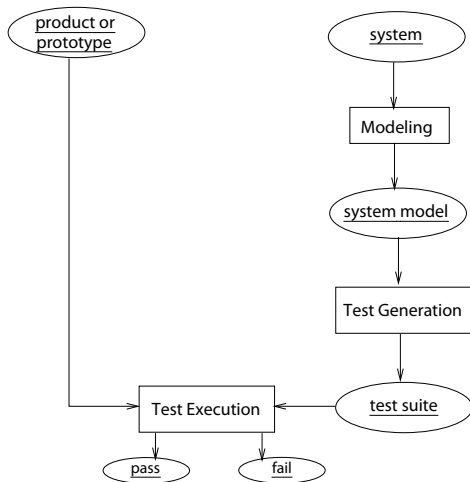 product or
prototype
system
Modeling
system model
Test Generation
test suite
Test Execution
pass
fail